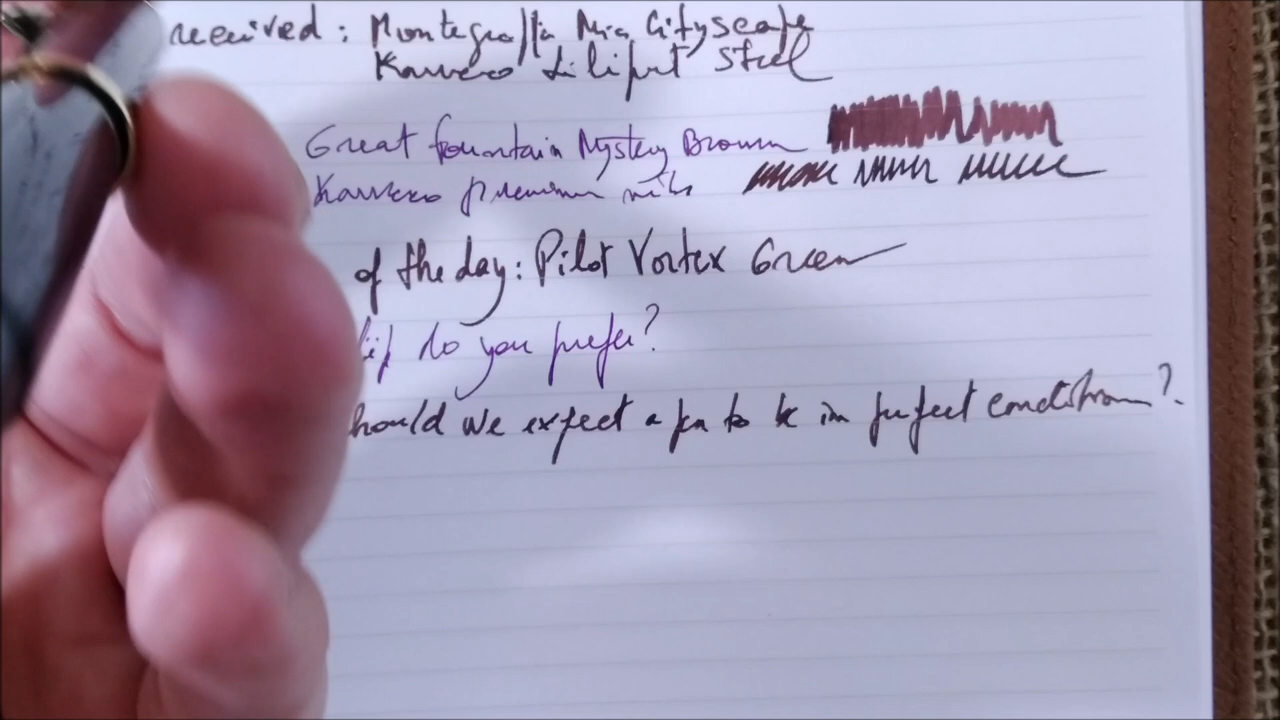 received: Montegrappa Mia Cityscape
Kaweco Liliput Steel
Great fountain Mystery Brown
Kaweco premium nibs
of the day: Pilot Vortex Green
do you prefer?
should we expect a pen to be in perfect condition?